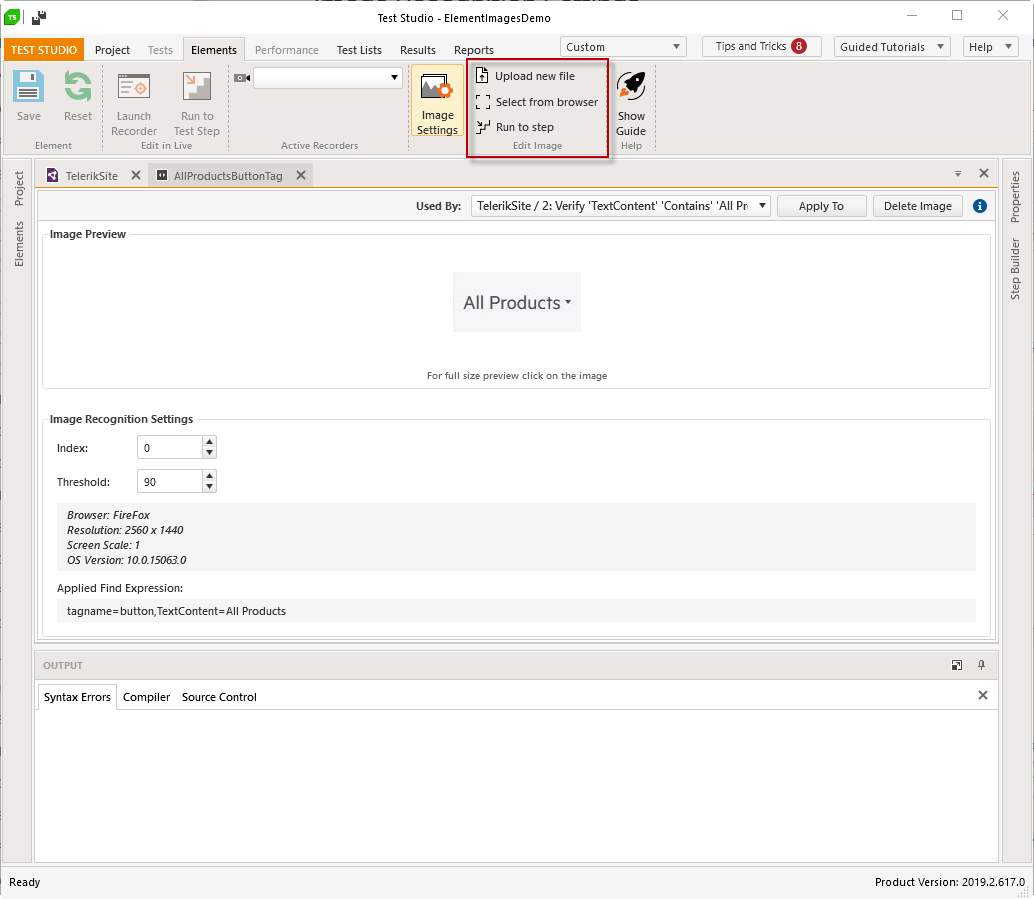 Test Studio - ElementImagesDemo
TS
TEST STUDIO Project Tests Elements Performance Test Lists Results Reports Custom Tips and Tricks 8 Guided Tutorials Help
Save
Reset
Element
Launch
Recorder
Run to
Test Step
Edit in Live
Active Recorders
Image
Settings
Upload new file
Select from browser
Run to step
Edit Image
Show
Guide
Help
Project
Elements
TelerikSite
AllProductsButtonTag
Used By: TelerikSite / 2: Verify 'TextContent' 'Contains' 'All Pr Apply To Delete Image
Image Preview
All Products
For full size preview click on the image
Image Recognition Settings
Index: 0
Threshold: 90
Browser: FireFox
Resolution: 2560 x 1440
Screen Scale: 1
OS Version: 10.0.15063.0
Applied Find Expression:
tagname=button,TextContent=All Products
Properties
Step Builder
OUTPUT
Syntax Errors Compiler Source Control
Ready
Product Version: 2019.2.617.0